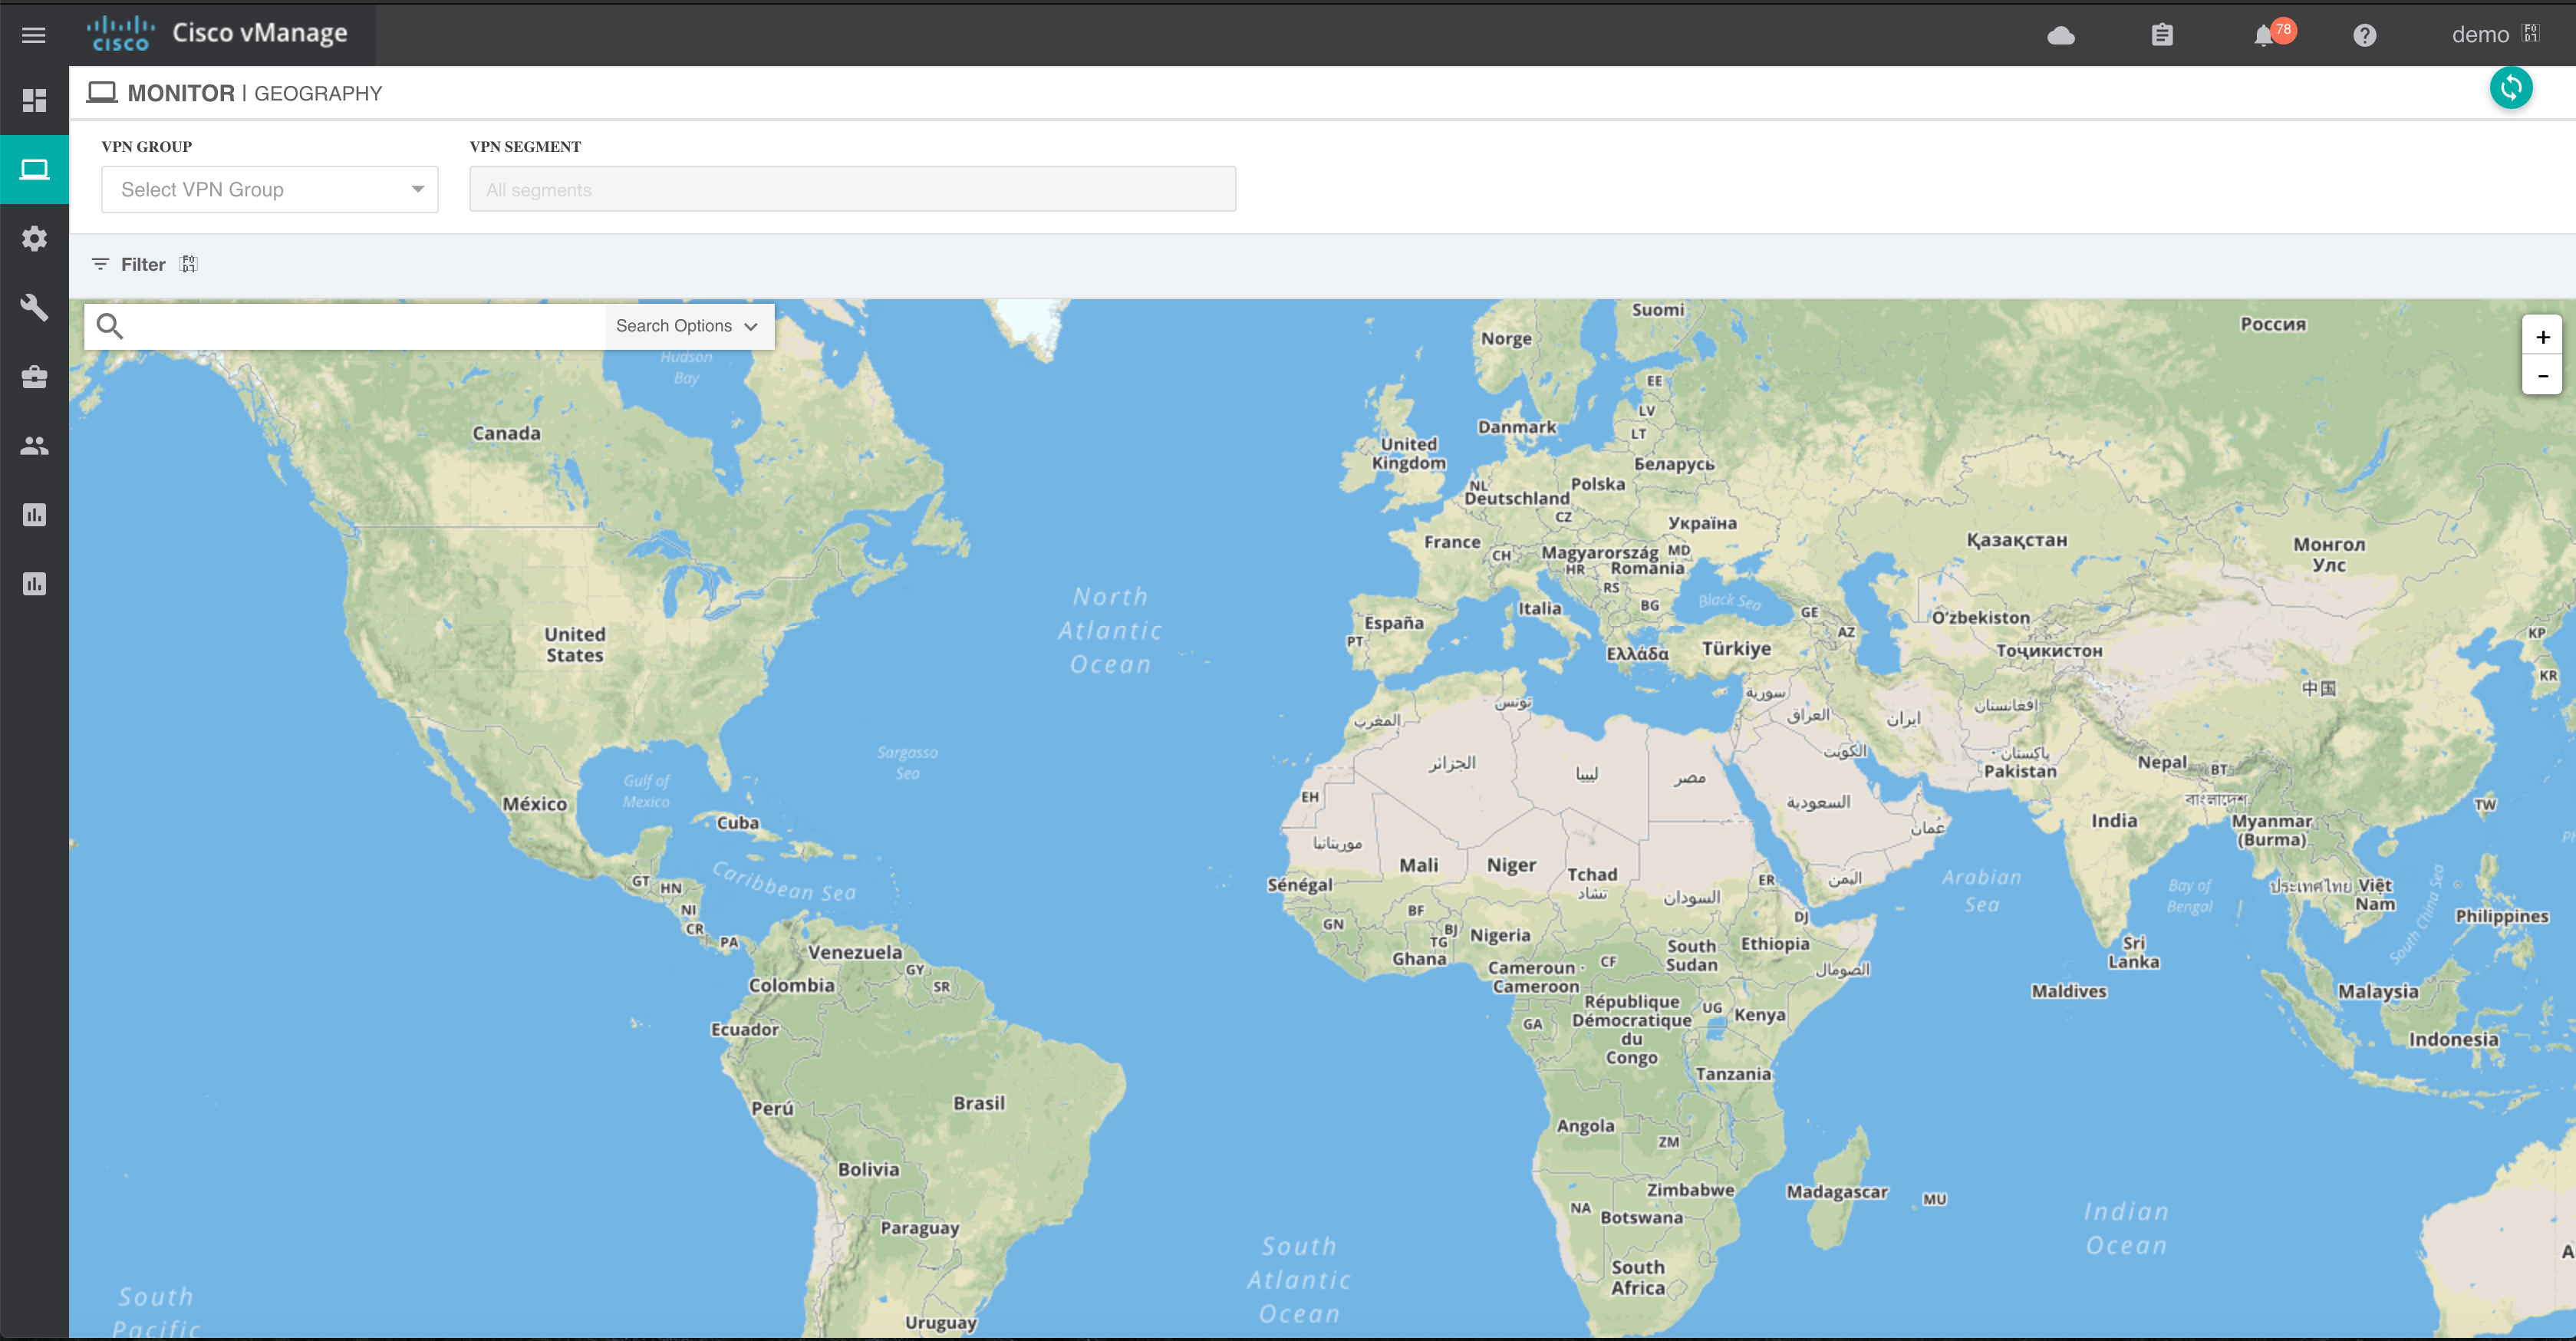 CISCO Cisco vManage
78
demo
MONITOR | GEOGRAPHY
VPN GROUP
VPN SEGMENT
Select VPN Group
All segments
Filter
Search Options
+
-
Suomi
Россия
Norge
Hudson
Bay
EE
LV
Canada
Danmark
LT
United
Kingdom
Беларусь
NL
Polska
Deutschland
CZ
Україна
France
CH
Magyarország
MD
HR
România
Қазақстан
Монгол
Улс
RS
BG
Black Sea
Italia
GE
O'zbekiston
North
Atlantic
Ocean
España
PT
AZ
KP
United
States
Ελλάδα
Türkiye
Тоҷикистон
KR
中国
سورية
تونس
المغرب
العراق
ایران
افغانستان
Sargasso
Sea
الجزائر
ليبيا
مصر
الكويت
پاکستان
Pakistan
Nepal
BT
Gulf of
Mexico
México
EH
السعودية
বাংলাদেশ
TW
Cuba
عمان
India
Myanmar
(Burma)
موريتانيا
Mali
Niger
Tchad
تشاد
GT
HN
Caribbean Sea
Sénégal
السودان
ER
اليمن
Arabian
Sea
Bay of
Bengal
ประเทศไทย
Việt
Nam
South China Sea
Philippines
NI
CR
PA
GN
BF
BJ
TG
Nigeria
Ghana
DJ
South
Sudan
Ethiopia
Venezuela
GY
SR
Colombia
Cameroun -
Cameroon
CF
الصومال
Sri
Lanka
Maldives
Malaysia
Ecuador
GA
République
Démocratique
du
Congo
UG
Kenya
Indonesia
Tanzania
Perú
Brasil
Angola
ZM
Bolivia
Zimbabwe
Madagascar
MU
NA
Botswana
Paraguay
Indian
Ocean
South
Atlantic
Ocean
South
Africa
South
Pacific
Uruguay